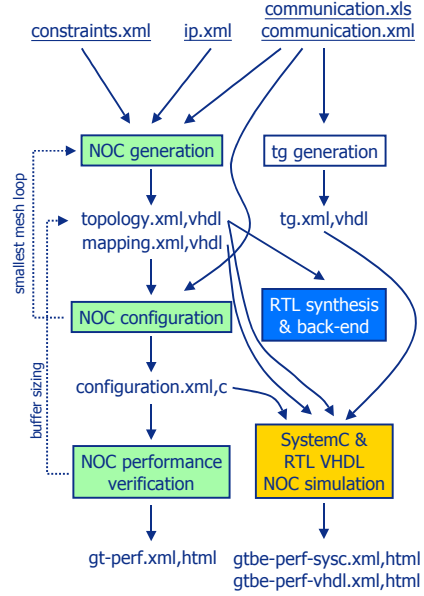 communication.xls
constraints.xml
ip.xml
communication.xml
NOC generation
tg generation
smallest mesh loop
topology.xml,vhdl
mapping.xml,vhdl
tg.xml,vhdl
NOC configuration
RTL synthesis
& back-end
buffer sizing
configuration.xml,c
NOC performance
verification
SystemC &
RTL VHDL
NOC simulation
gt-perf.xml,html
gtbe-perf-sysc.xml,html
gtbe-perf-vhdl.xml,html